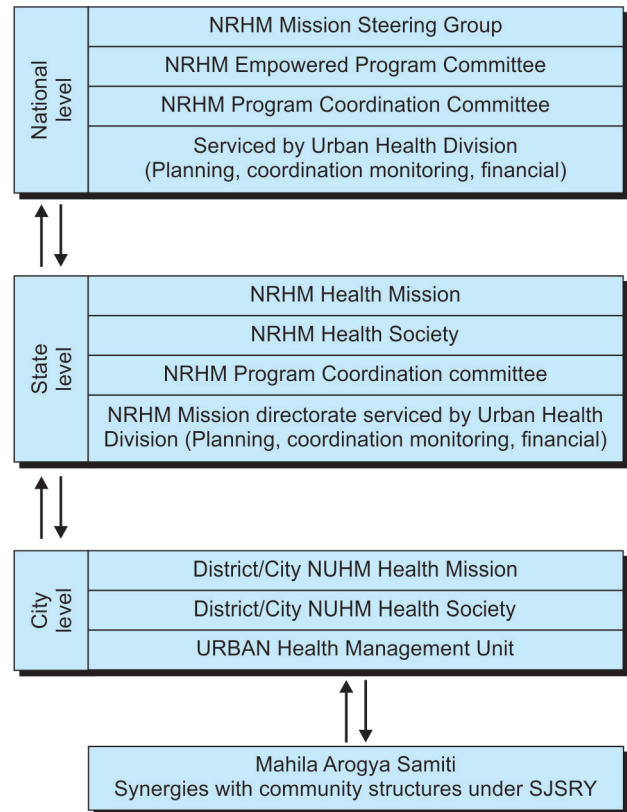 National
level
NRHM Mission Steering Group
NRHM Empowered Program Committee
NRHM Program Coordination Committee
Serviced by Urban Health Division
(Planning, coordination monitoring, financial)
State
level
NRHM Health Mission
NRHM Health Society
NRHM Program Coordination committee
NRHM Mission directorate serviced by Urban Health
Division (Planning, coordination monitoring, financial)
City
level
District/City NUHM Health Mission
District/City NUHM Health Society
URBAN Health Management Unit
Mahila Arogya Samiti
Synergies with community structures under SJSRY